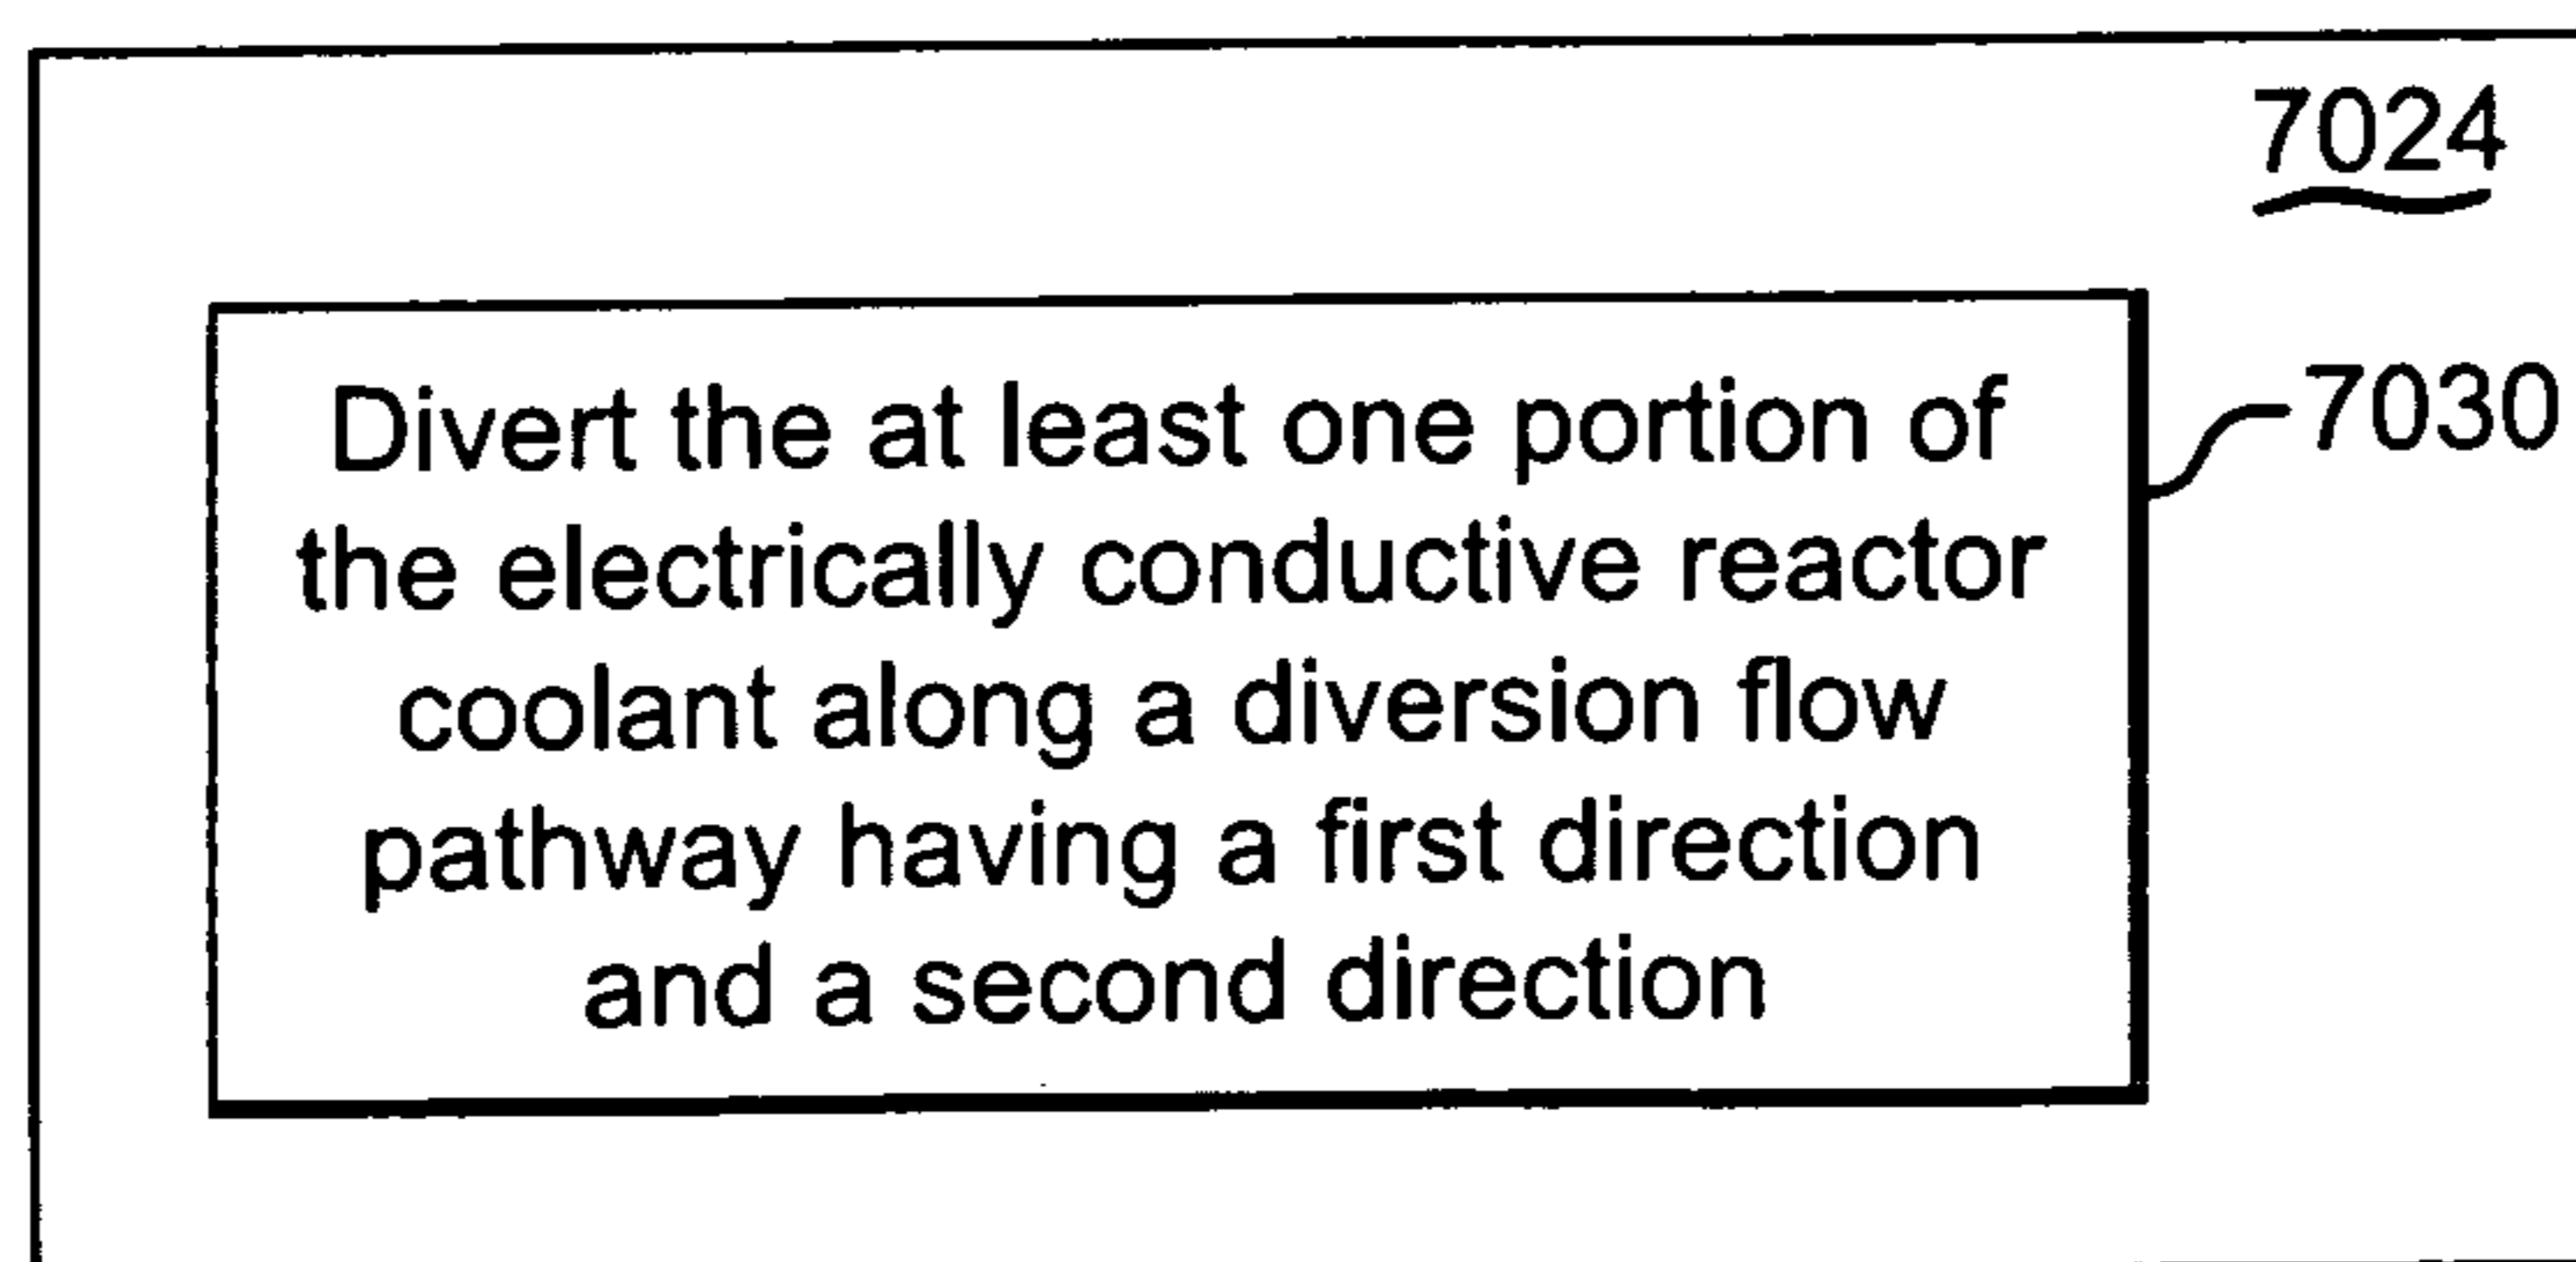 7024
Divert the at least one portion of
7030
the electrically conductive reactor
coolant along a diversion flow
pathway having a first direction
and a second direction